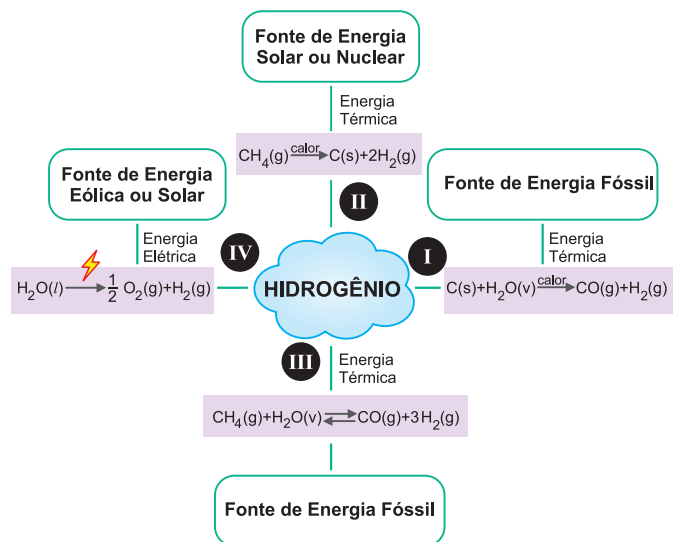 Fonte de Energia
Solar ou Nuclear
Energia
Térmica
CH₄(g) calor→ C(s)+2H₂(g)
II
Fonte de Energia
Eólica ou Solar
Energia
Elétrica
IV
H₂O(l) → 1/2 O₂(g)+H₂(g)
HIDROGÊNIO
Fonte de Energia Fóssil
Energia
Térmica
I
C(s)+H₂O(v) calor→ CO(g)+H₂(g)
III
Energia
Térmica
CH₄(g)+H₂O(v) ⇄ CO(g)+3H₂(g)
Fonte de Energia Fóssil